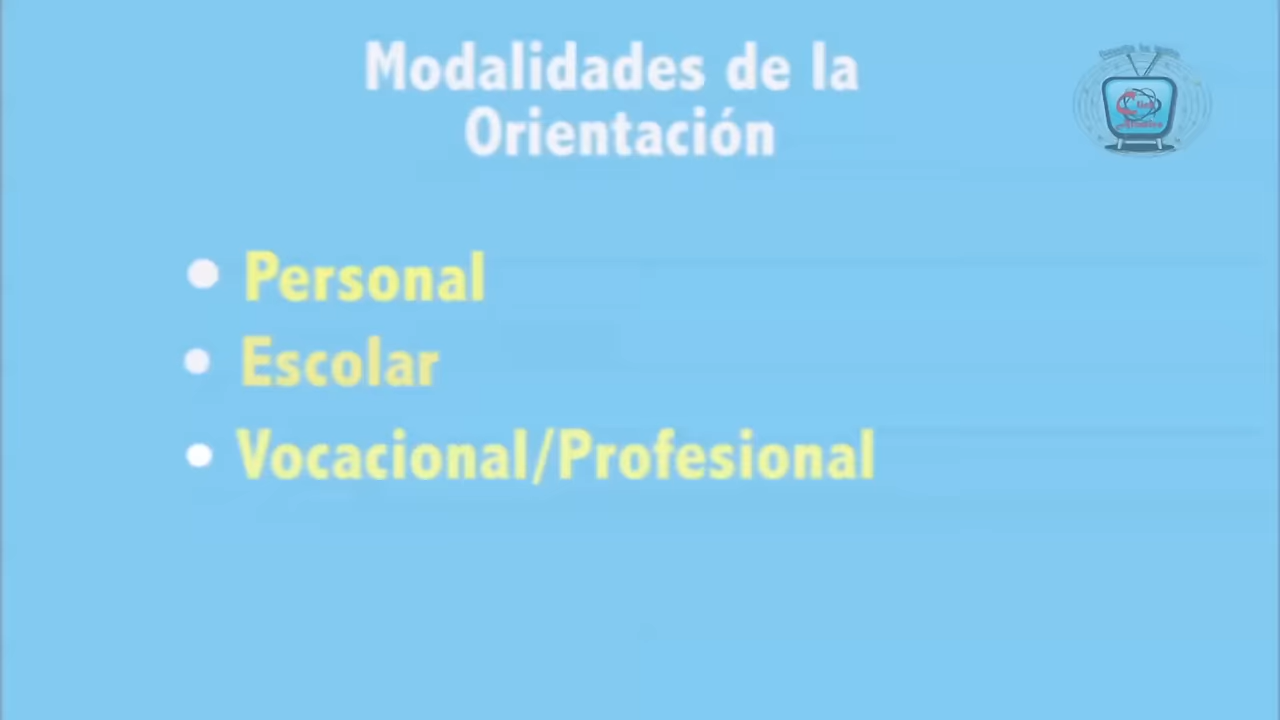 Modalidades de la
Orientación
Personal
Escolar
Vocacional/Profesional